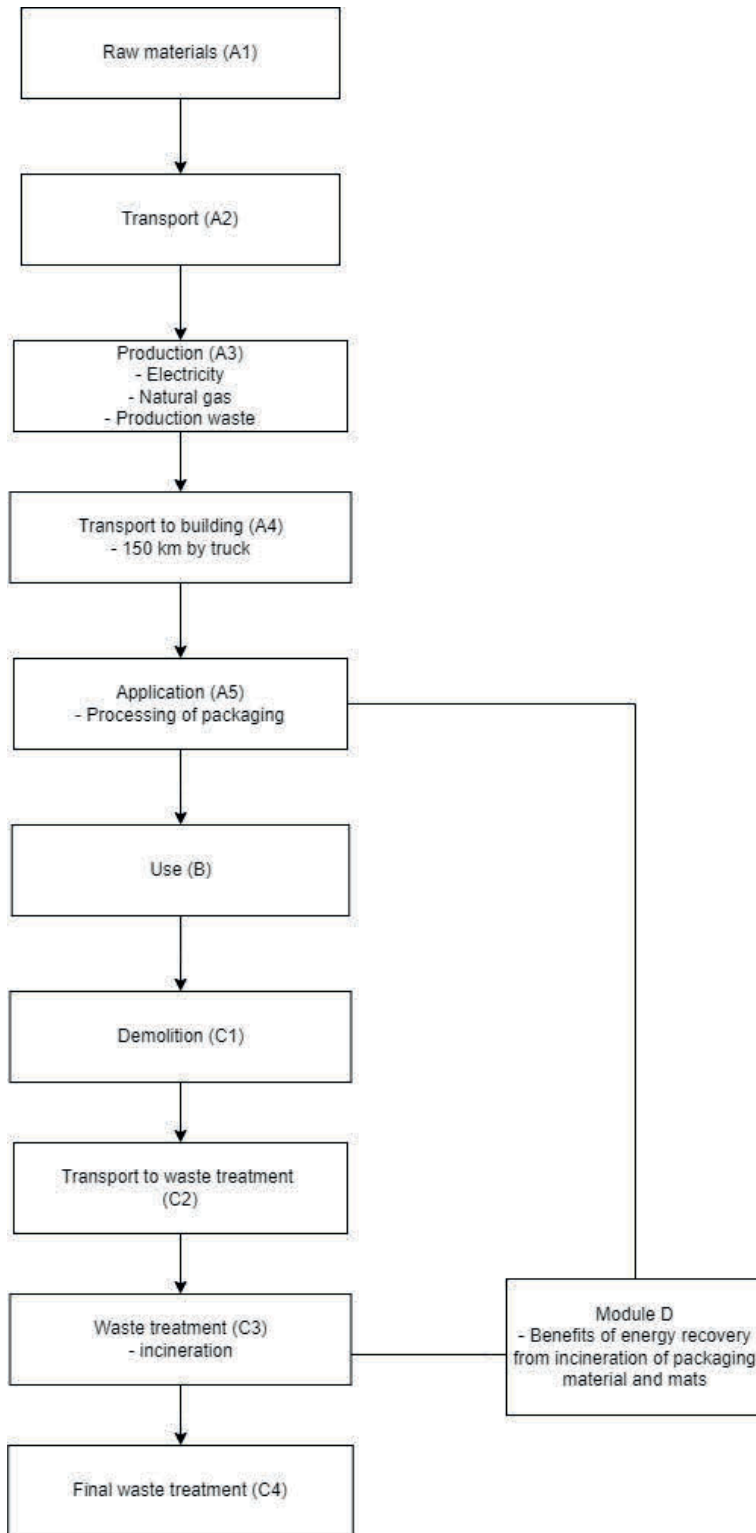 Raw materials (A1)
Transport (A2)
Production (A3)
- Electricity
- Natural gas
- Production waste
Transport to building (A4)
- 150 km by truck
Application (A5)
- Processing of packaging
Use (B)
Demolition (C1)
Transport to waste treatment
(C2)
Waste treatment (C3)
- incineration
Module D
- Benefits of energy recovery
from incineration of packaging
material and mats
Final waste treatment (C4)